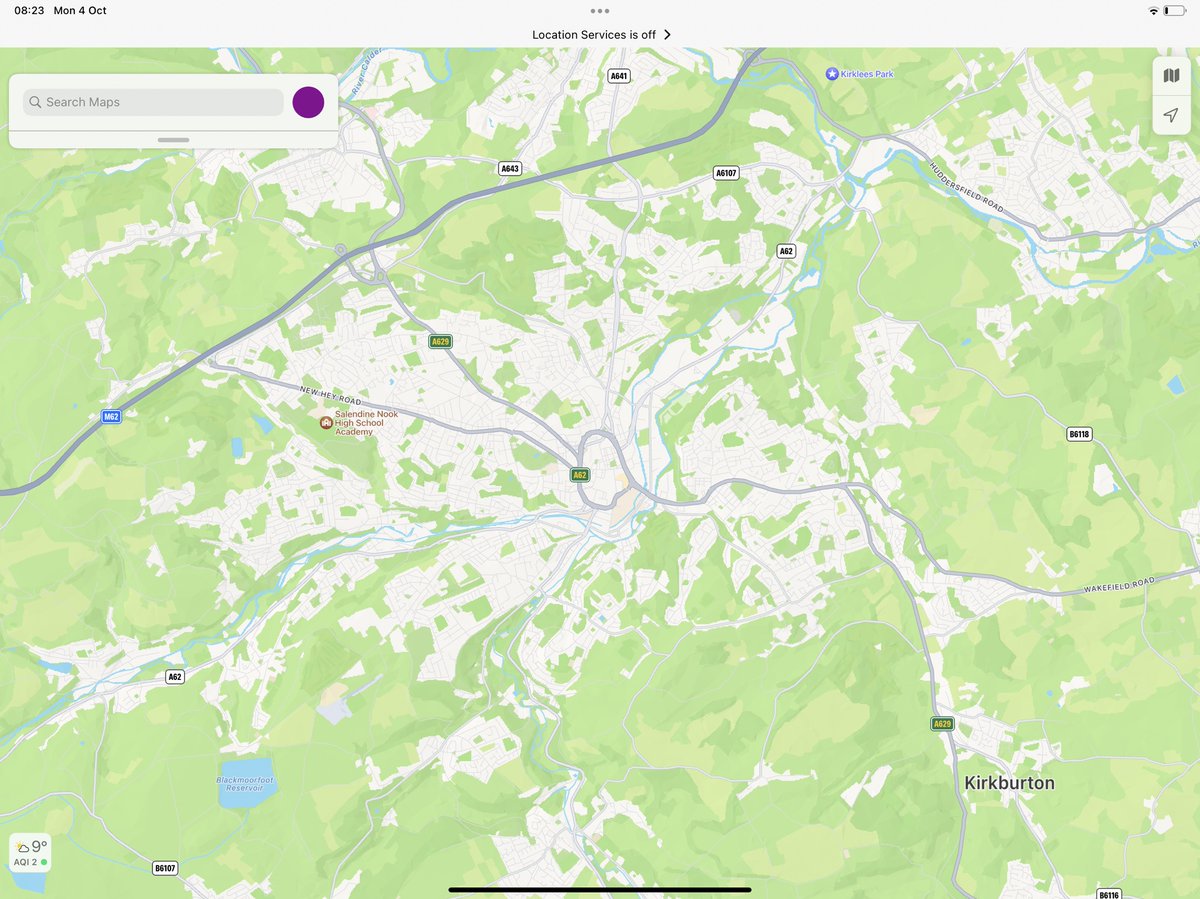 08:23 Mon 4 Oct
Location Services is off
Search Maps
River Calder
A641
Kirklees Park
A643
A6107
HUDDERSFIELD ROAD
A62
A629
NEW HEY ROAD
M62
Salendine Nook
High School
Academy
B6118
A62
WAKEFIELD ROAD
A62
A629
Blackmoorfoot
Reservoir
Kirkburton
9°
AQI 2
B6107
B6116